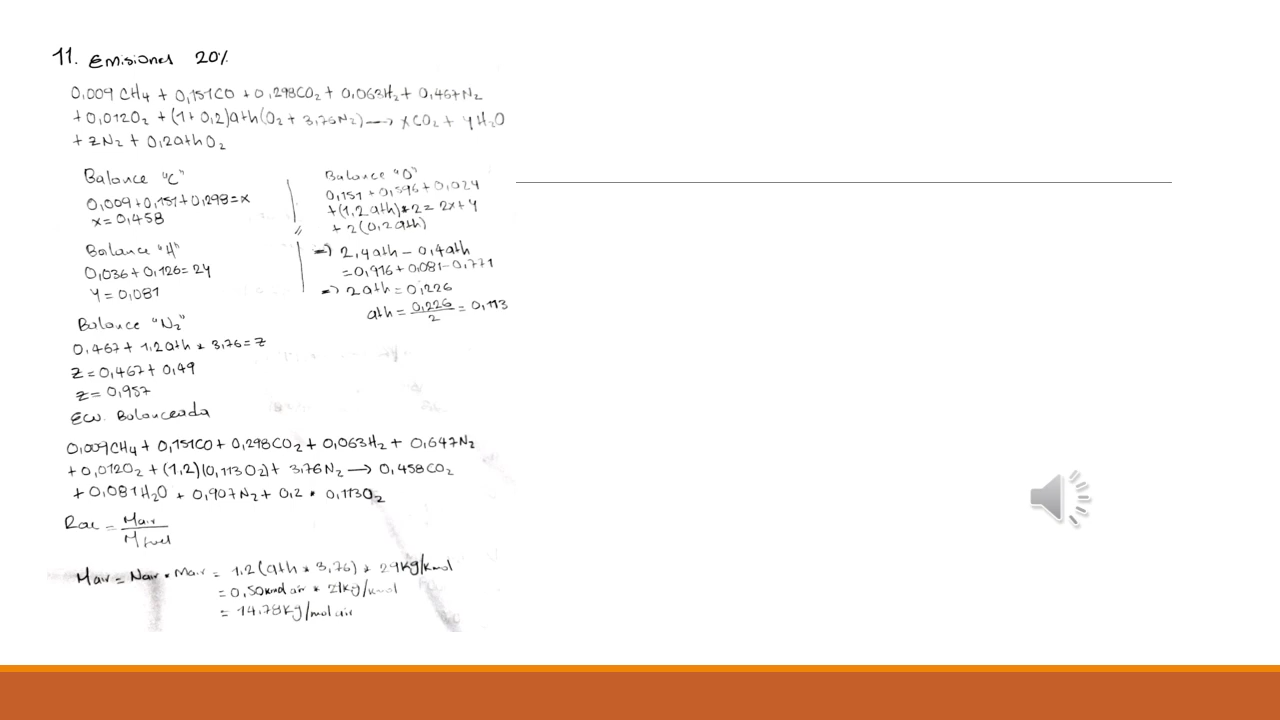 11. Emisiones 20%
0,009 CH4 + 0,151CO + 0,298CO2 + 0,063H2 + 0,467N2
+0,012O2 + (1+0,2)ath(O2 + 3,76N2) → XCO2 + YH2O
+ ZN2 + 0,2athO2
Balance "C"
0,009+0,151+0,298=x
x=0,458
Balance "H"
0,036+0,126=2y
Y=0,081
Balance "N2"
0,467+ 1,2ath * 3,76=Z
Z=0,467+0,49
Z=0,957
Balance "O"
0,151+0,596+0,024
+(1,2ath)*2=2x+y
+2(0,2ath)
=) 2,4ath - 0,4ath
=0,916+0,081-0,771
=) 2ath=0,226
ath= 0,226/2 = 0,113
Ecu. Balanceada
0,009CH4+0,151CO+0,298CO2+0,063H2+0,647N2
+0,012O2+(1,2)(0,113O2)+ 3,76N2 → 0,458CO2
+0,081H2O + 0,907N2+0,2 * 0,113O2
Rac = Mair/Mfuel
Mair = Nair * Mair = 1,2(ath * 3,76) * 29kg/kmol
=0,50kmol air * 29kg/kmol
= 14,78kg/mol air